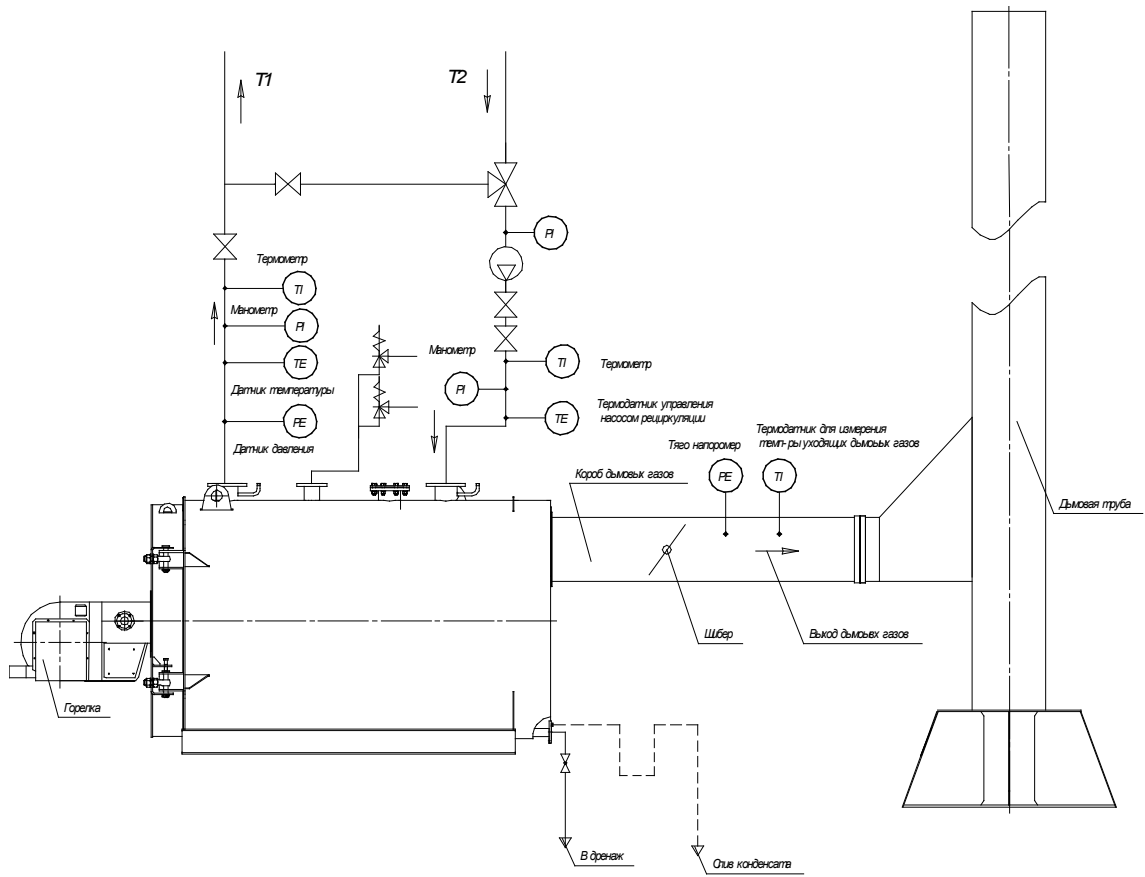 T1
T2
PI
Термометр
TI
Манометр
PI
TE
Датчик температуры
PE
Датчик давления
Манометр
TI
Термометр
PI
TE
Термодатчик управления
насосом рециркуляции
Тяго напоромер
PE
Термодатчик для измерения
темп-ры уходящих дымоьых газов
TI
Короб дымовых газов
Дымовая труба
Шибер
Выход дымоьвх газов
Горелка
В дренаж
Слив конденсата